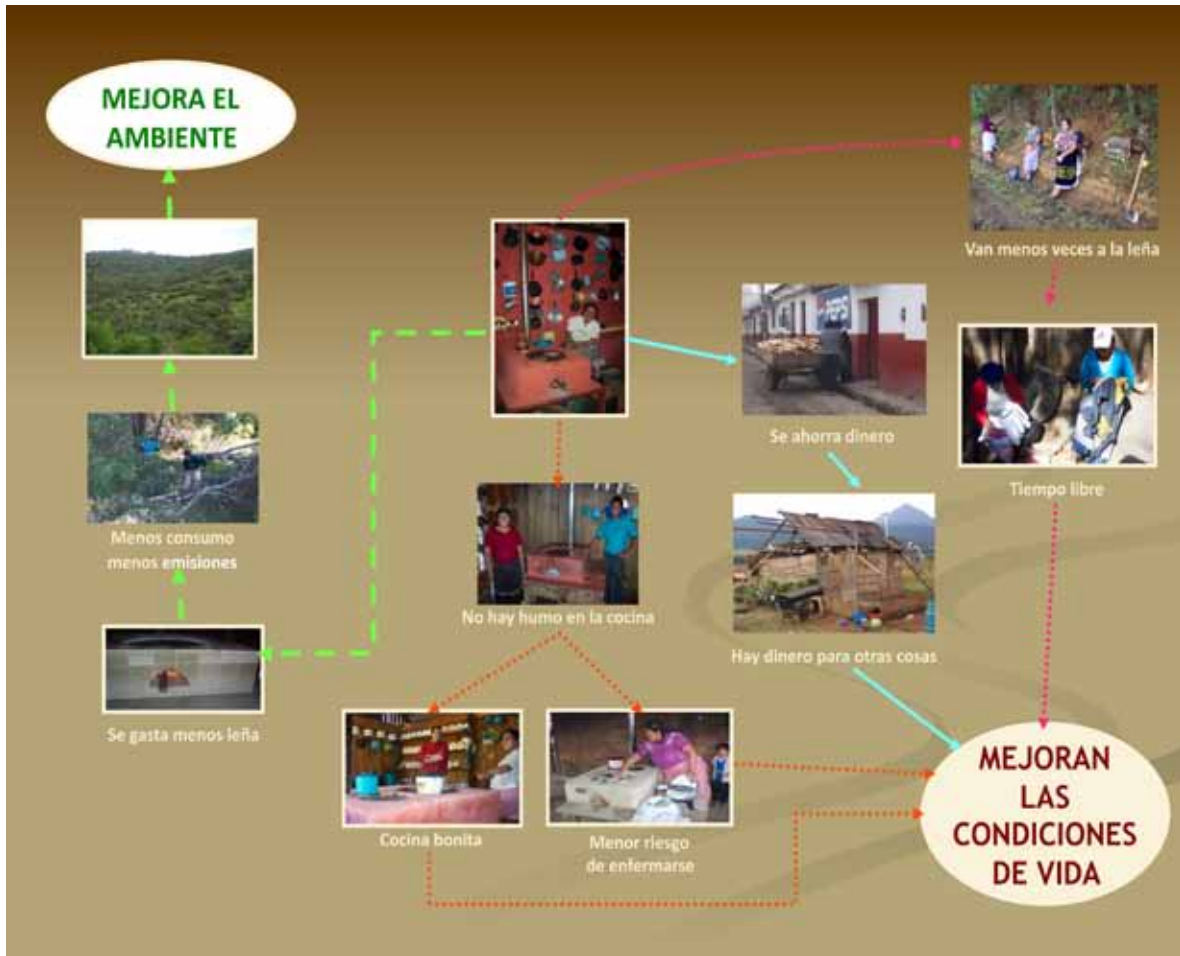 MEJORA EL
AMBIENTE
Van menos veces a la leña
PEPS
Se ahorra dinero
Tiempo libre
Menos consumo
menos emisiones
No hay humo en la cocina
Hay dinero para otras cosas
Se gasta menos leña
Cocina bonita
Menor riesgo
de enfermarse
MEJORAN
LAS
CONDICIONES
DE VIDA